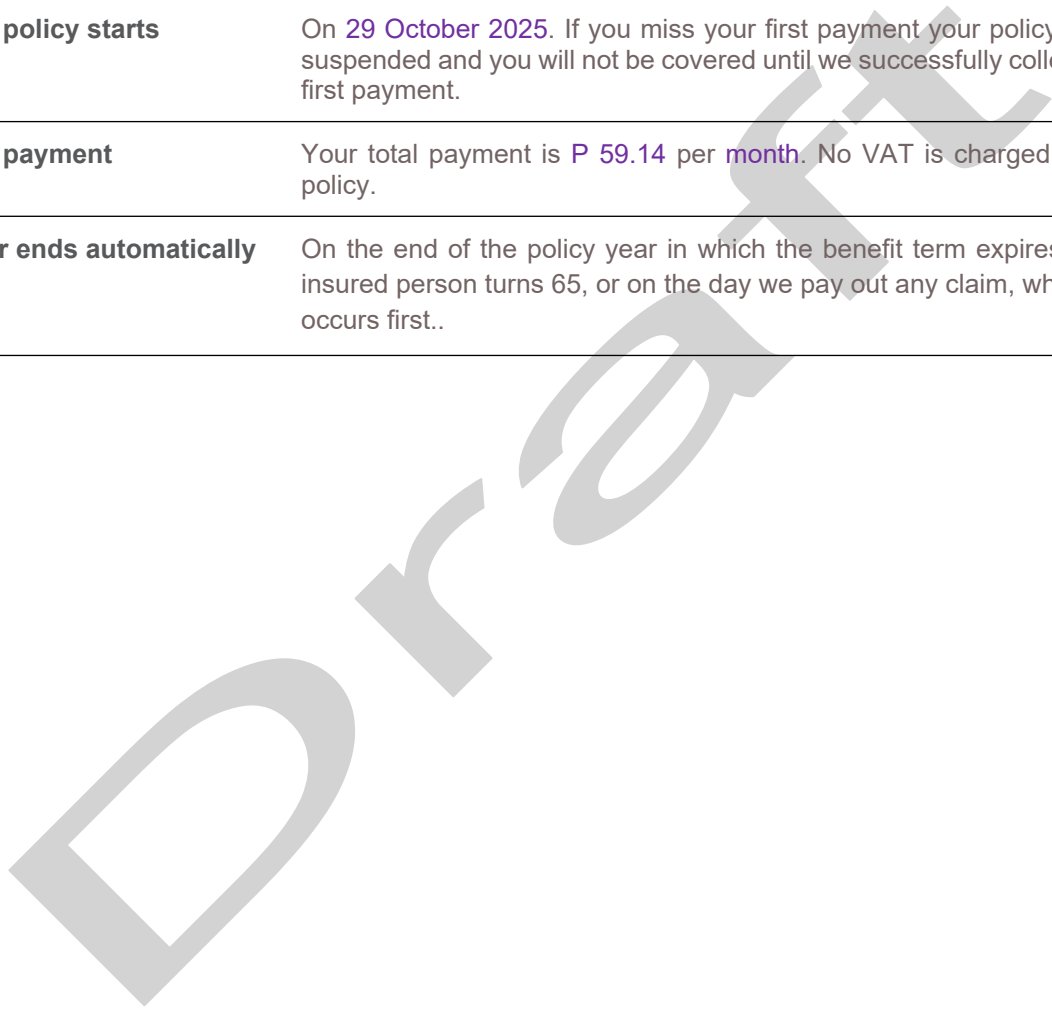 policy starts On 29 October 2025. If you miss your first payment your policy
suspended and you will not be covered until we successfully
first payment.
payment Your total payment is P 59.14 per month. No VAT is charged
policy.
ends automatically On the end of the policy year in which the benefit term
insured person turns 65, or on the day we pay out any claim,
occurs first..
Draft